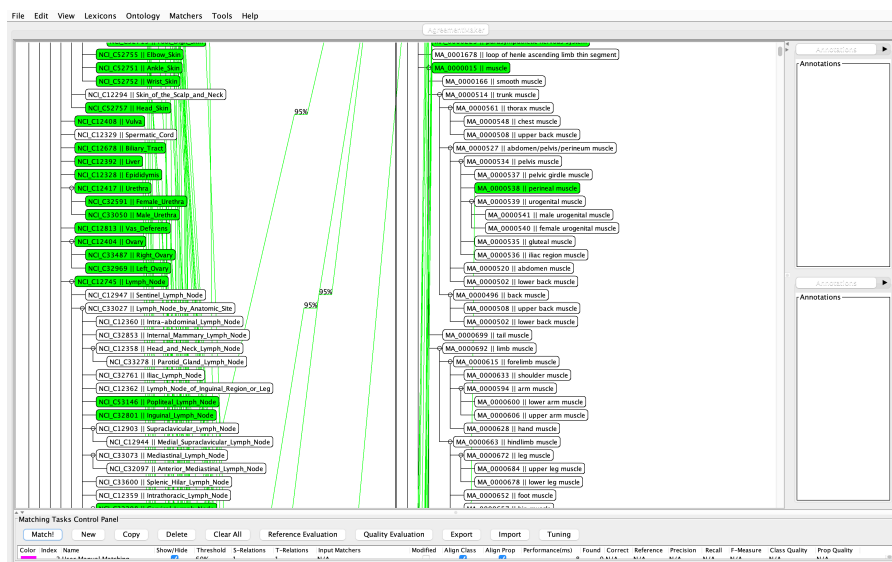 File Edit View Lexicons Ontology Matchers Tools Help
AgreementMaker
NCI_C52755 || Elbow_Skin
NCI_C52751 || Ankle_Skin
NCI_C52752 || Wrist_Skin
NCI_C12294 || Skin_of_the_Scalp_and_Neck
NCI_C52757 || Head_Skin
NCI_C12408 || Vulva
NCI_C12329 || Spermatic_Cord
NCI_C12678 || Biliary_Tract
NCI_C12392 || Liver
NCI_C12328 || Epididymis
NCI_C12417 || Urethra
NCI_C32591 || Female_Urethra
NCI_C33050 || Male_Urethra
NCI_C12813 || Vas_Deferens
NCI_C12404 || Ovary
NCI_C33487 || Right_Ovary
NCI_C32969 || Left_Ovary
NCI_C12745 || Lymph_Node
NCI_C12947 || Sentinel_Lymph_Node
NCI_C33027 || Lymph_Node_by_Anatomic_Site
NCI_C12360 || Intra-abdominal_Lymph_Node
NCI_C32853 || Internal_Mammary_Lymph_Node
NCI_C12358 || Head_and_Neck_Lymph_Node
NCI_C33278 || Parotid_Gland_Lymph_Node
NCI_C32761 || Iliac_Lymph_Node
NCI_C12362 || Lymph_Node_of_Inguinal_Region_or_Leg
NCI_C53146 || Popliteal_Lymph_Node
NCI_C32801 || Inguinal_Lymph_Node
NCI_C12903 || Supraclavicular_Lymph_Node
NCI_C12944 || Medial_Supraclavicular_Lymph_Node
NCI_C33073 || Mediastinal_Lymph_Node
NCI_C32097 || Anterior_Mediastinal_Lymph_Node
NCI_C33600 || Splenic_Hilar_Lymph_Node
NCI_C12359 || Intrathoracic_Lymph_Node
95%
95%
95%
MA_0001678 || loop of henle ascending limb thin segment
MA_0000015 || muscle
MA_0000166 || smooth muscle
MA_0000514 || trunk muscle
MA_0000561 || thorax muscle
MA_0000548 || chest muscle
MA_0000508 || upper back muscle
MA_0000527 || abdomen/pelvis/perineum muscle
MA_0000534 || pelvis muscle
MA_0000537 || pelvic girdle muscle
MA_0000538 || perineal muscle
MA_0000539 || urogenital muscle
MA_0000541 || male urogenital muscle
MA_0000540 || female urogenital muscle
MA_0000535 || gluteal muscle
MA_0000536 || iliac region muscle
MA_0000520 || abdomen muscle
MA_0000502 || lower back muscle
MA_0000496 || back muscle
MA_0000508 || upper back muscle
MA_0000502 || lower back muscle
MA_0000699 || tail muscle
MA_0000692 || limb muscle
MA_0000615 || forelimb muscle
MA_0000633 || shoulder muscle
MA_0000594 || arm muscle
MA_0000600 || lower arm muscle
MA_0000606 || upper arm muscle
MA_0000628 || hand muscle
MA_0000663 || hindlimb muscle
MA_0000672 || leg muscle
MA_0000684 || upper leg muscle
MA_0000678 || lower leg muscle
MA_0000652 || foot muscle
Annotations
Annotations
Annotations
Annotations
Matching Tasks Control Panel
Match! New Copy Delete Clear All Reference Evaluation Quality Evaluation Export Import Tuning
Color Index Name Show/Hide Threshold S-Relations T-Relations Input Matchers Modified Align Class Align Prop Performance(ms) Found Correct Reference Precision Recall F-Measure Class Quality Prop Quality